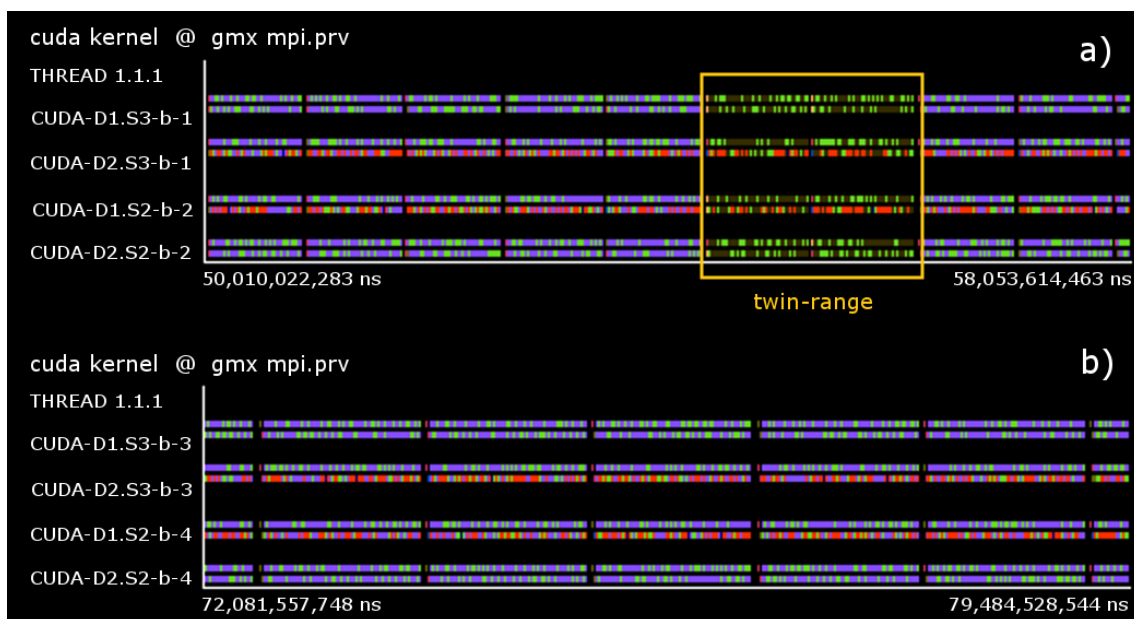 cuda kernel @ gmx mpi.prv
a)
THREAD 1.1.1
CUDA-D1.S3-b-1
CUDA-D2.S3-b-1
CUDA-D1.S2-b-2
CUDA-D2.S2-b-2
50,010,022,283 ns
58,053,614,463 ns
twin-range
cuda kernel @ gmx mpi.prv
b)
THREAD 1.1.1
CUDA-D1.S3-b-3
CUDA-D2.S3-b-3
CUDA-D1.S2-b-4
CUDA-D2.S2-b-4
72,081,557,748 ns
79,484,528,544 ns